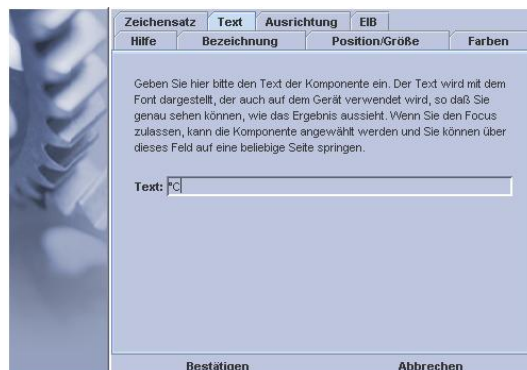 Zeichensatz Text Ausrichtung EIB
Hilfe Bezeichnung Position/Größe Farben
Geben Sie hier bitte den Text der Komponente ein. Der Text wird mit dem
Font dargestellt, der auch auf dem Gerät verwendet wird, so daß Sie
genau sehen können, wie das Ergebnis aussieht. Wenn Sie den Focus
zulassen, kann die Komponente angewählt werden und Sie können über
dieses Feld auf eine beliebige Seite springen.
Text: °C
Bestätigen Abbrechen